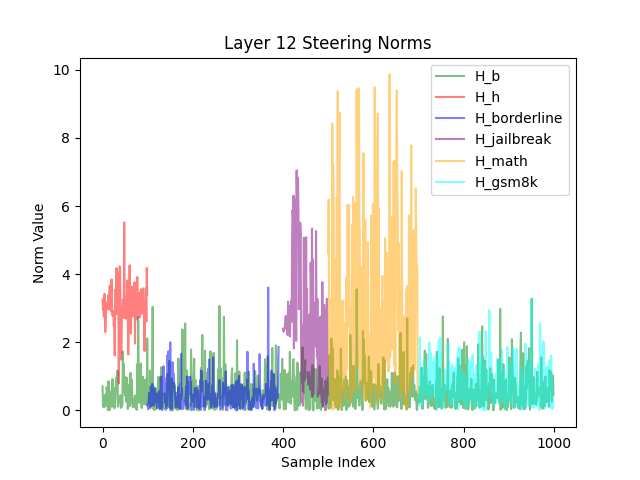 Layer 12 Steering Norms
Norm Value
10
8
6
4
2
0
H_b
H_h
H_borderline
H_jailbreak
H_math
H_gsm8k
0
200
400
600
800
1000
Sample Index